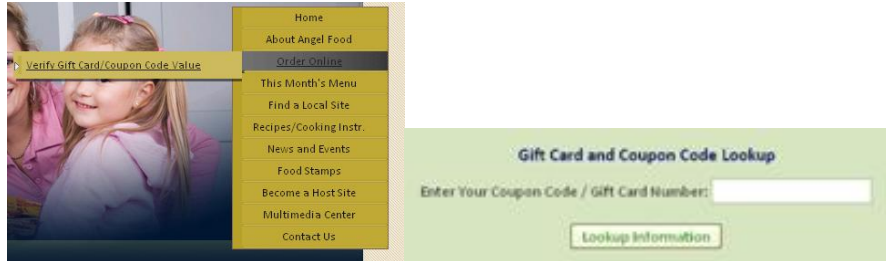 Home
About Angel Food
Order Online
Verify Gift Card/Coupon Code Value
This Month's Menu
Find a Local Site
Recipes/Cooking Instr.
News and Events
Food Stamps
Become a Host Site
Multimedia Center
Contact Us
Gift Card and Coupon Code Lookup
Enter Your Coupon Code / Gift Card Number:
Lookup Information